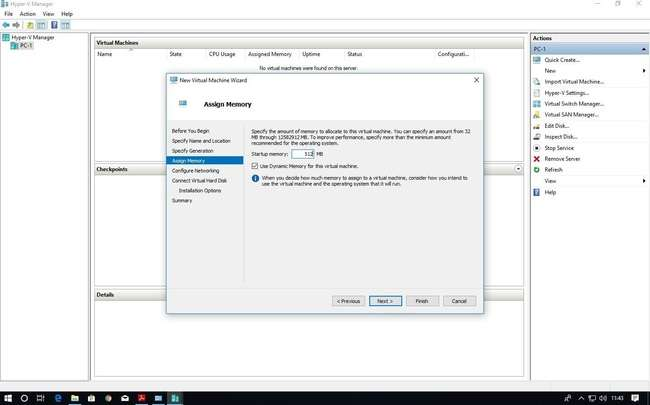 Hyper-V Manager
File Action View Help
Hyper-V Manager
PC-1
Virtual Machines
Name State CPU Usage Assigned Memory Uptime Status Configurati...
No virtual machines were found on this server.
Checkpoints
Details
New Virtual Machine Wizard
Assign Memory
Before You Begin
Specify Name and Location
Specify Generation
Assign Memory
Configure Networking
Connect Virtual Hard Disk
Installation Options
Summary
Specify the amount of memory to allocate to this virtual machine. You can specify an amount from 32
MB through 12582912 MB. To improve performance, specify more than the minimum amount
recommended for the operating system.
Startup memory: 512 MB
Use Dynamic Memory for this virtual machine.
When you decide how much memory to assign to a virtual machine, consider how you intend to
use the virtual machine and the operating system that it will run.
< Previous Next > Finish Cancel
Actions
PC-1
Quick Create...
New
Import Virtual Machine...
Hyper-V Settings...
Virtual Switch Manager...
Virtual SAN Manager...
Edit Disk...
Inspect Disk...
Stop Service
Remove Server
Refresh
View
Help
11:43